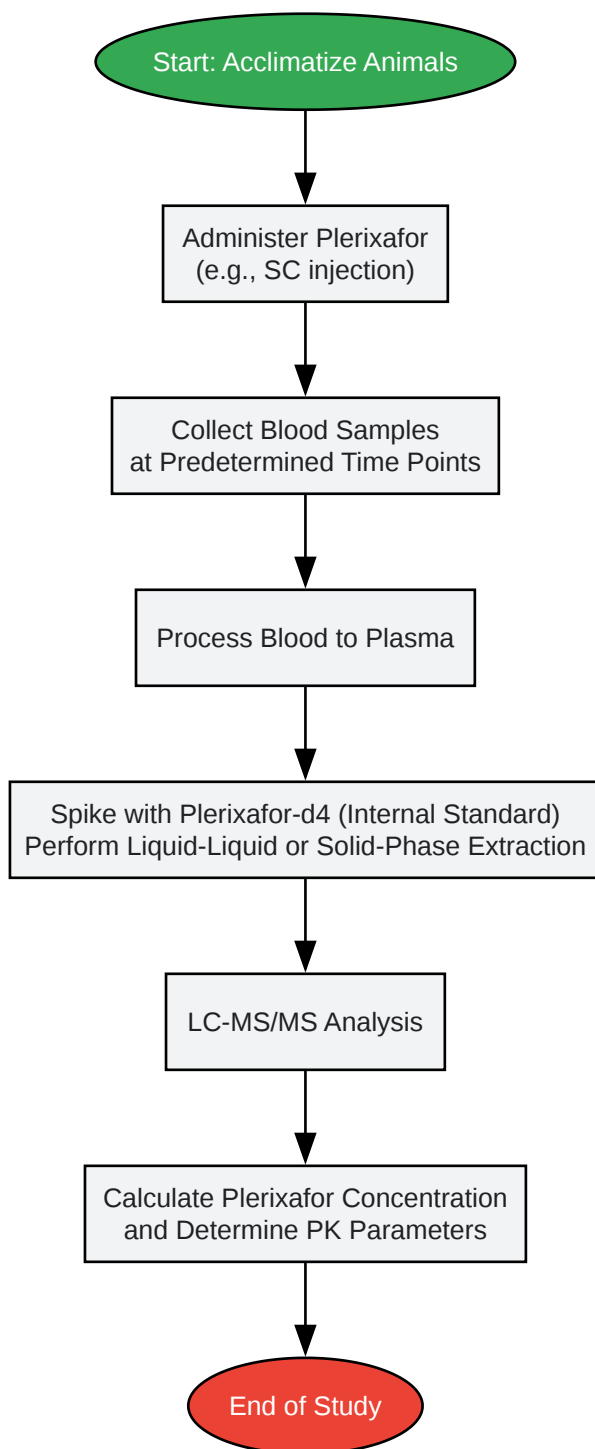 Start: Acclimatize Animals
Administer Plerixafor
(e.g., SC injection)
Collect Blood Samples
at Predetermined Time Points
Process Blood to Plasma
Spike with Plerixafor-d4 (Internal Standard)
Perform Liquid-Liquid or Solid-Phase Extraction
LC-MS/MS Analysis
Calculate Plerixafor Concentration
and Determine PK Parameters
End of Study